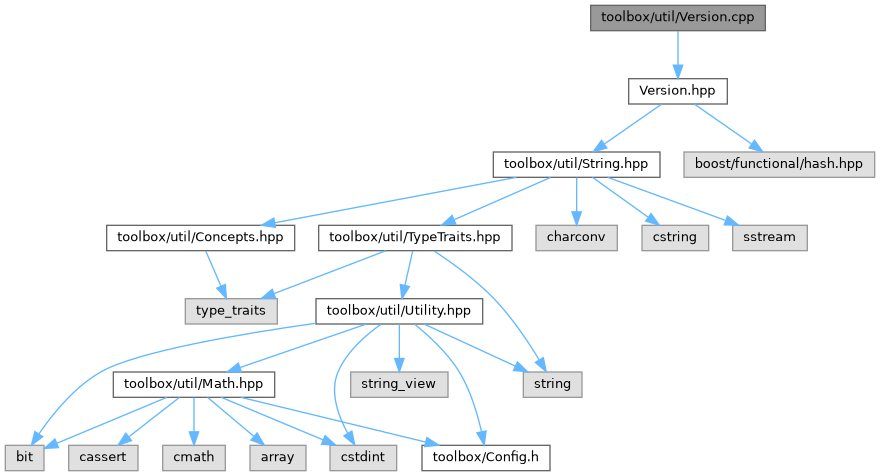 toolbox/util/Version.cpp
Version.hpp
toolbox/util/String.hpp
boost/functional/hash.hpp
toolbox/util/Concepts.hpp
toolbox/util/TypeTraits.hpp
charconv
cstring
sstream
type_traits
toolbox/util/Utility.hpp
toolbox/util/Math.hpp
string_view
string
bit
cassert
cmath
array
cstdint
toolbox/Config.h